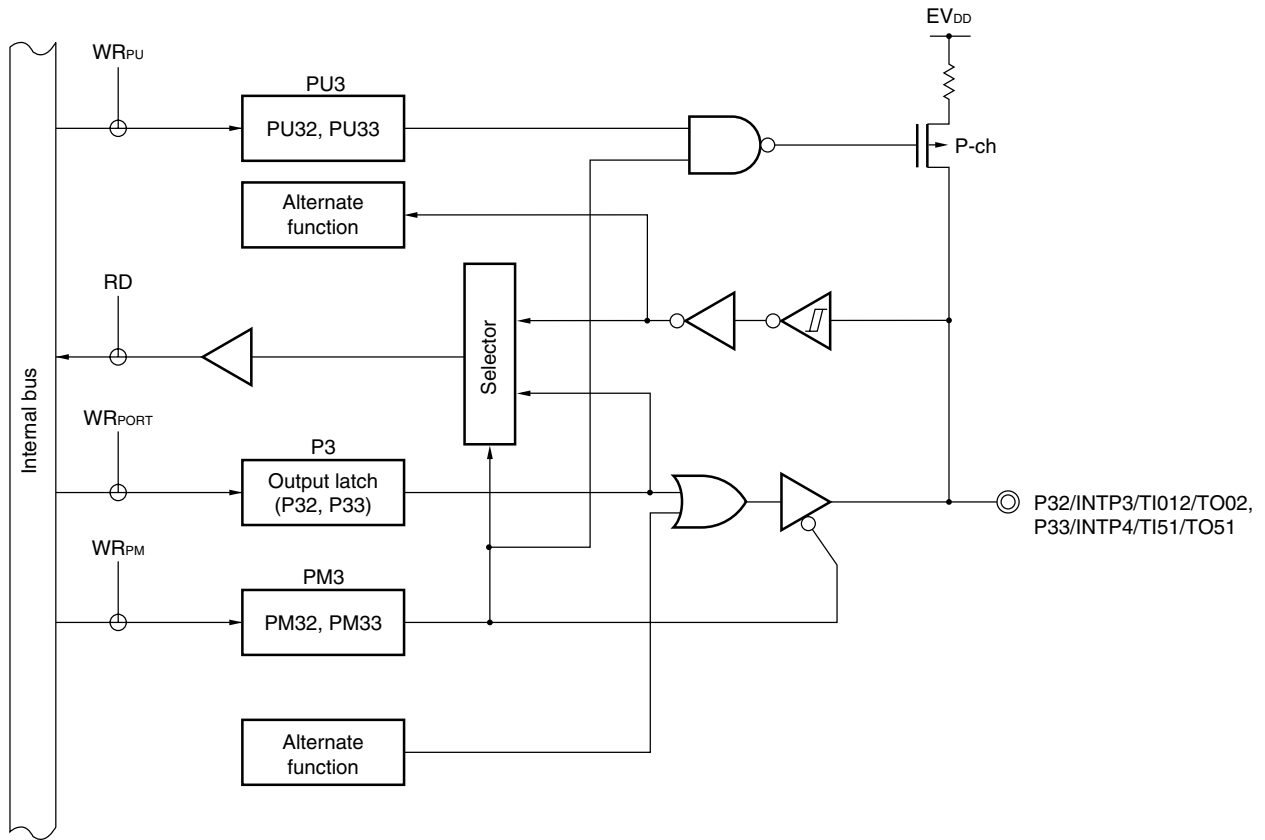 EVDD
WRPU
PU3
PU32, PU33
P-ch
Alternate
function
RD
Selector
Internal bus
WRPORT
P3
Output latch
(P32, P33)
P32/INTP3/TI012/TO02,
P33/INTP4/TI51/TO51
WRPM
PM3
PM32, PM33
Alternate
function